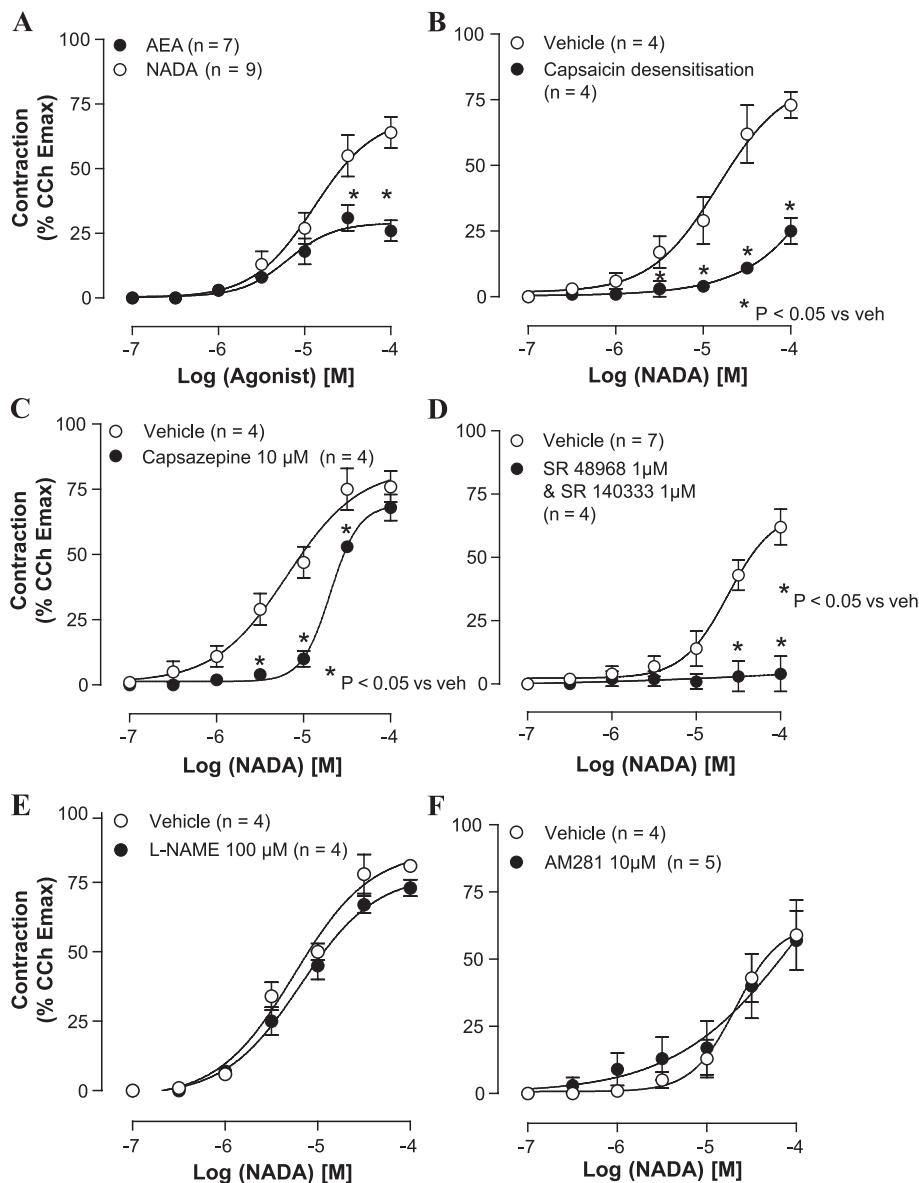 A
AEA (n = 7)
NADA (n = 9)
Contraction
(% CCh Emax)
100
75
50
25
0
*
*
-7
-6
-5
-4
Log (Agonist) [M]
B
Vehicle (n = 4)
Capsaicin desensitisation
(n = 4)
100
75
50
25
0
*
*
*
*
* P < 0.05 vs veh
-7
-6
-5
-4
Log (NADA) [M]
C
Vehicle (n = 4)
Capsazepine 10 µM (n = 4)
Contraction
(% CCh Emax)
100
75
50
25
0
*
*
*
* P < 0.05 vs veh
-7
-6
-5
-4
Log (NADA) [M]
D
Vehicle (n = 7)
SR 48968 1µM
& SR 140333 1µM
(n = 4)
100
75
50
25
0
* P < 0.05 vs veh
*
*
-7
-6
-5
-4
Log (NADA) [M]
E
Vehicle (n = 4)
L-NAME 100 µM (n = 4)
Contraction
(% CCh Emax)
100
75
50
25
0
-7
-6
-5
-4
Log (NADA) [M]
F
Vehicle (n = 4)
AM281 10µM (n = 5)
100
75
50
25
0
-7
-6
-5
-4
Log (NADA) [M]